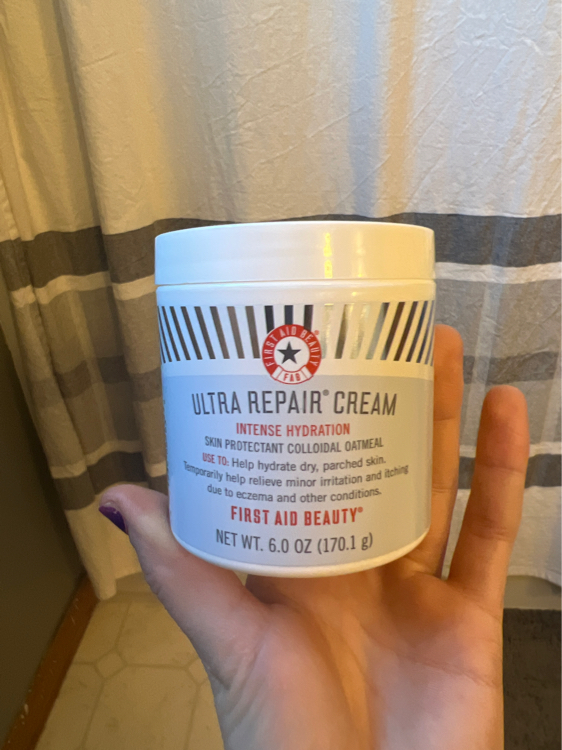 FIRST AID BEAUTY®
FAB
ULTRA REPAIR® CREAM
INTENSE HYDRATION
SKIN PROTECTANT COLLOIDAL OATMEAL
USE TO: Help hydrate dry, parched skin.
Temporarily help relieve minor irritation and itching
due to eczema and other conditions.
FIRST AID BEAUTY®
NET WT. 6.0 OZ (170.1 g)